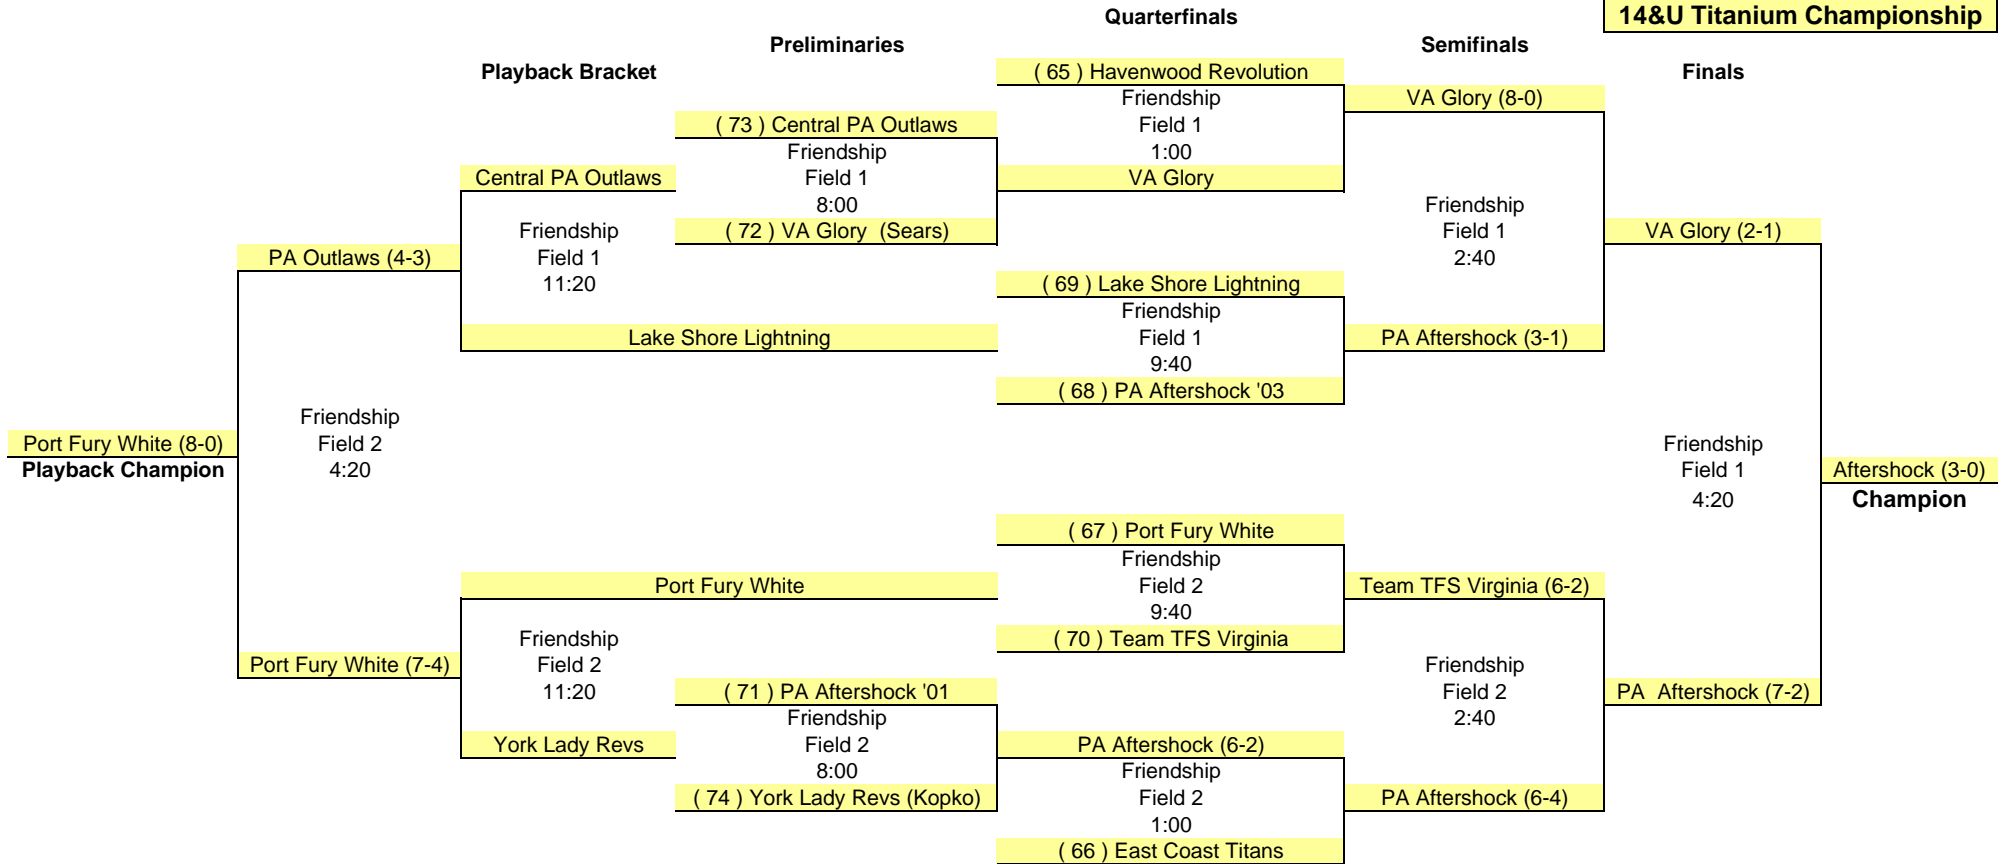 14&U Titanium Championship
Quarterfinals
Preliminaries
Semifinals
Playback Bracket
( 65 ) Havenwood Revolution
Finals
Friendship
VA Glory (8-0)
( 73 ) Central PA Outlaws
Field 1
Friendship
1:00
Central PA Outlaws
Field 1
VA Glory
8:00
Friendship
Friendship
( 72 ) VA Glory  (Sears)
Field 1
VA Glory (2-1)
PA Outlaws (4-3)
Field 1
2:40
11:20
( 69 ) Lake Shore Lightning
Friendship
Lake Shore Lightning
Field 1
PA Aftershock (3-1)
9:40
( 68 ) PA Aftershock '03
Friendship
Port Fury White (8-0)
Field 2
Friendship
Playback Champion
4:20
Field 1
Aftershock (3-0)
4:20
Champion
( 67 ) Port Fury White
Friendship
Port Fury White
Field 2
Team TFS Virginia (6-2)
9:40
Friendship
( 70 ) Team TFS Virginia
Port Fury White (7-4)
Field 2
Friendship
11:20
( 71 ) PA Aftershock '01
Field 2
PA  Aftershock (7-2)
Friendship
2:40
York Lady Revs
Field 2
PA Aftershock (6-2)
8:00
Friendship
( 74 ) York Lady Revs (Kopko)
Field 2
PA Aftershock (6-4)
1:00
( 66 ) East Coast Titans